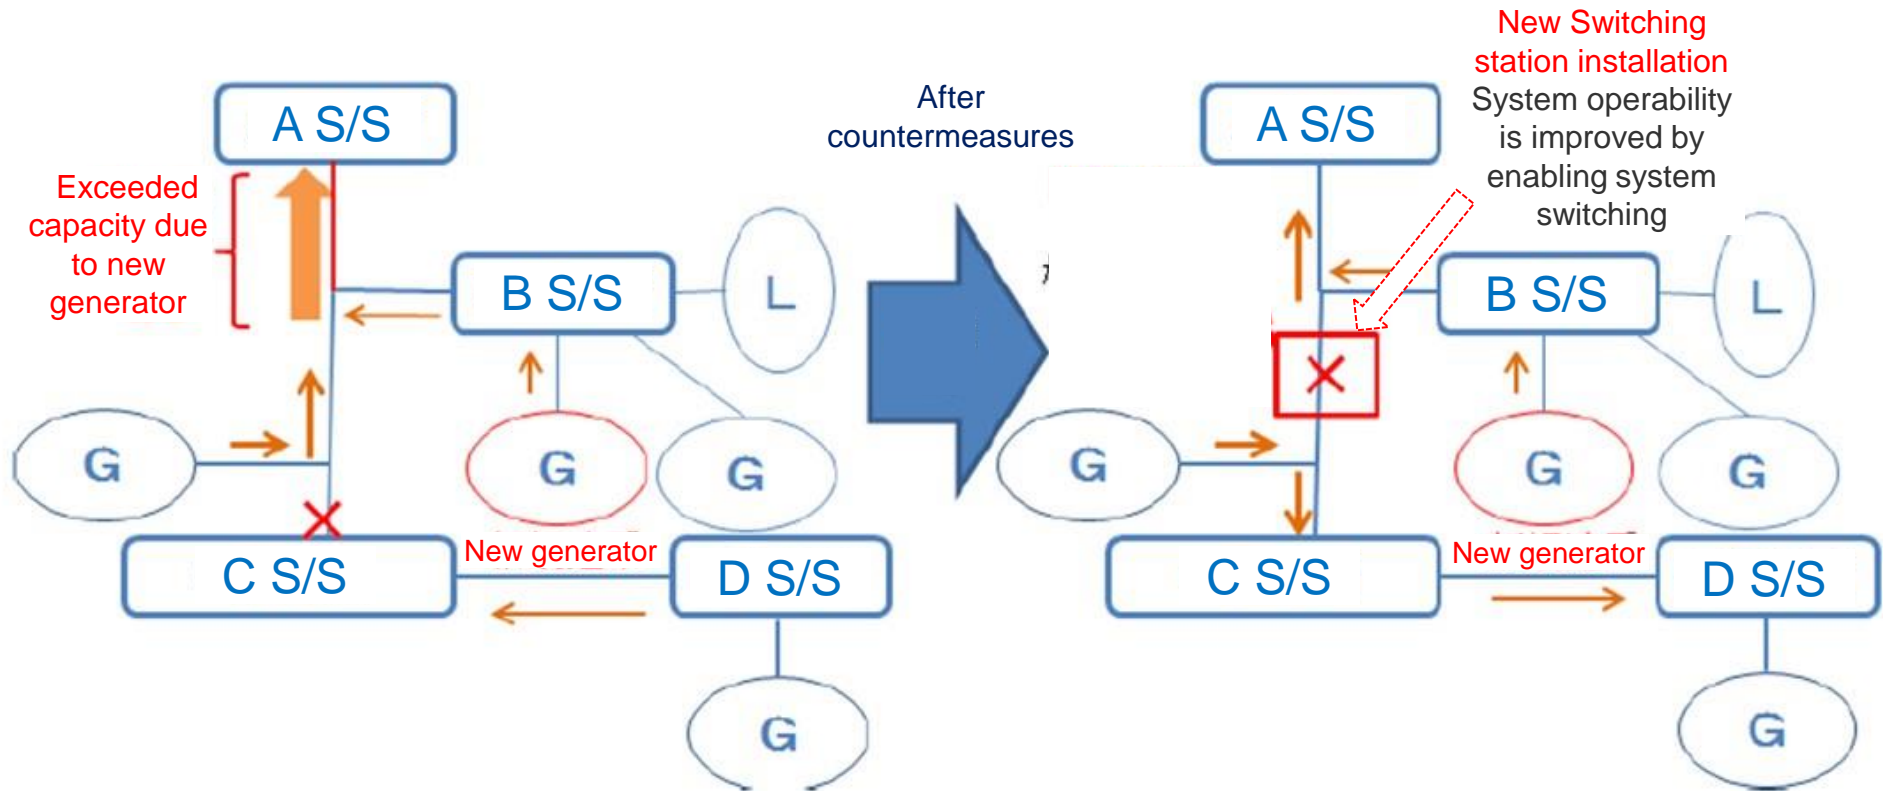 A S/S
Exceeded
capacity due
to new
generator
B S/S
L
G
G
G
C S/S
New generator
D S/S
G
After
countermeasures
New Switching
station installation
System operability
is improved by
enabling system
switching
A S/S
B S/S
L
G
G
G
C S/S
New generator
D S/S
G